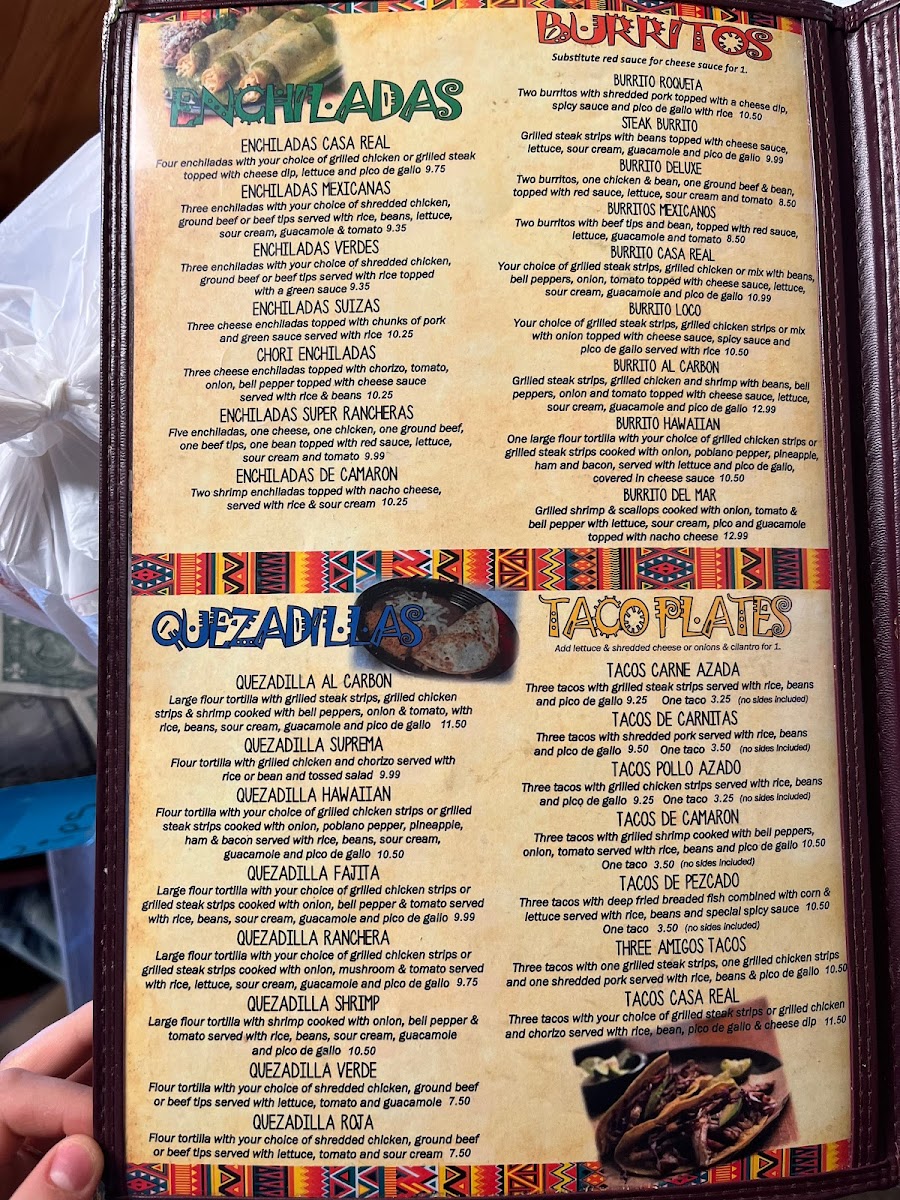 ENCHILADAS
ENCHILADAS CASA REAL
Four enchiladas with your choice of grilled chicken or grilled steak
topped with cheese dip, lettuce and pico de gallo 9.75
ENCHILADAS MEXICANAS
Three enchiladas with your choice of shredded chicken,
ground beef or beef tips served with rice, beans, lettuce,
sour cream, guacamole & tomato 9.35
ENCHILADAS VERDES
Three enchiladas with your choice of shredded chicken,
ground beef or beef tips served with rice topped
with a green sauce 9.35
ENCHILADAS SUIZAS
Three cheese enchiladas topped with chunks of pork
and green sauce served with rice 10.25
CHORI ENCHILADAS
Three cheese enchiladas topped with chorizo, tomato,
onion, bell pepper topped with cheese sauce
served with rice & beans 10.25
ENCHILADAS SUPER RANCHERAS
Five enchiladas, one cheese, one chicken, one ground beef,
one beef tips, one bean topped with red sauce, lettuce,
sour cream and tomato 9.99
ENCHILADAS DE CAMARON
Two shrimp enchiladas topped with nacho cheese,
served with rice & sour cream 10.25
BURRITOS
Substitute red sauce for cheese sauce for 1.
BURRITO ROQUETA
Two burritos with shredded pork topped with a cheese dip,
spicy sauce and pico de gallo with rice 10.50
STEAK BURRITO
Grilled steak strips with beans topped with cheese sauce,
lettuce, sour cream, guacamole and pico de gallo 9.99
BURRITO DELUXE
Two burritos, one chicken & bean, one ground beef & bean,
topped with red sauce, lettuce, sour cream and tomato 8.50
BURRITOS MEXICANOS
Two burritos with beef tips and bean, topped with red sauce,
lettuce, guacamole and tomato 8.50
BURRITO CASA REAL
Your choice of grilled steak strips, grilled chicken or mix with beans,
bell peppers, onion, tomato topped with cheese sauce, lettuce,
sour cream, guacamole and pico de gallo 10.99
BURRITO LOCO
Your choice of grilled steak strips, grilled chicken strips or mix
with onion topped with cheese sauce, spicy sauce and
pico de gallo served with rice 10.50
BURRITO AL CARBON
Grilled steak strips, grilled chicken and shrimp with beans, bell
peppers, onion and tomato topped with cheese sauce, lettuce,
sour cream, guacamole and pico de gallo 12.99
BURRITO HAWAIIAN
One large flour tortilla with your choice of grilled chicken strips or
grilled steak strips cooked with onion, poblano pepper, pineapple,
ham and bacon, served with lettuce and pico de gallo,
covered in cheese sauce 10.50
BURRITO DEL MAR
Grilled shrimp & scallops cooked with onion, tomato &
bell pepper with lettuce, sour cream, pico and guacamole
topped with nacho cheese 12.99
QUEZADILLAS
QUEZADILLA AL CARBON
Large flour tortilla with grilled steak strips, grilled chicken
strips & shrimp cooked with bell peppers, onion & tomato, with
rice, beans, sour cream, guacamole and pico de gallo 11.50
QUEZADILLA SUPREMA
Flour tortilla with grilled chicken and chorizo served with
rice or bean and tossed salad 9.99
QUEZADILLA HAWAIIAN
Flour tortilla with your choice of grilled chicken strips or grilled
steak strips cooked with onion, poblano pepper, pineapple,
ham & bacon served with rice, beans, sour cream,
guacamole and pico de gallo 10.50
QUEZADILLA FAJITA
Large flour tortilla with your choice of grilled chicken strips or
grilled steak strips cooked with onion, bell pepper & tomato served
with rice, beans, sour cream, guacamole and pico de gallo 9.99
QUEZADILLA RANCHERA
Large flour tortilla with your choice of grilled chicken strips or
grilled steak strips cooked with onion, mushroom & tomato served
with rice, lettuce, sour cream, guacamole and pico de gallo 9.75
QUEZADILLA SHRIMP
Large flour tortilla with shrimp cooked with onion, bell pepper &
tomato served with rice, beans, sour cream, guacamole
and pico de gallo 10.50
QUEZADILLA VERDE
Flour tortilla with your choice of shredded chicken, ground beef
or beef tips served with lettuce, tomato and guacamole 7.50
QUEZADILLA ROJA
Flour tortilla with your choice of shredded chicken, ground beef
or beef tips served with lettuce, tomato and sour cream 7.50
TACO PLATES
Add lettuce & shredded cheese or onions & cilantro for 1.
TACOS CARNE AZADA
Three tacos with grilled steak strips served with rice, beans
and pico de gallo 9.25 One taco 3.25 (no sides included)
TACOS DE CARNITAS
Three tacos with shredded pork served with rice, beans
and pico de gallo 9.50 One taco 3.50 (no sides included)
TACOS POLLO AZADO
Three tacos with grilled chicken strips served with rice, beans
and pico de gallo 9.25 One taco 3.25 (no sides included)
TACOS DE CAMARON
Three tacos with grilled shrimp cooked with bell peppers,
onion, tomato served with rice, beans and pico de gallo 10.50
One taco 3.50 (no sides included)
TACOS DE PEZCADO
Three tacos with deep fried breaded fish combined with corn &
lettuce served with rice, beans and special spicy sauce 10.50
One taco 3.50 (no sides included)
THREE AMIGOS TACOS
Three tacos with one grilled steak strips, one grilled chicken strips
and one shredded pork served with rice, beans & pico de gallo 10.50
TACOS CASA REAL
Three tacos with your choice of grilled steak strips or grilled chicken
and chorizo served with rice, bean, pico de gallo & cheese dip 11.50